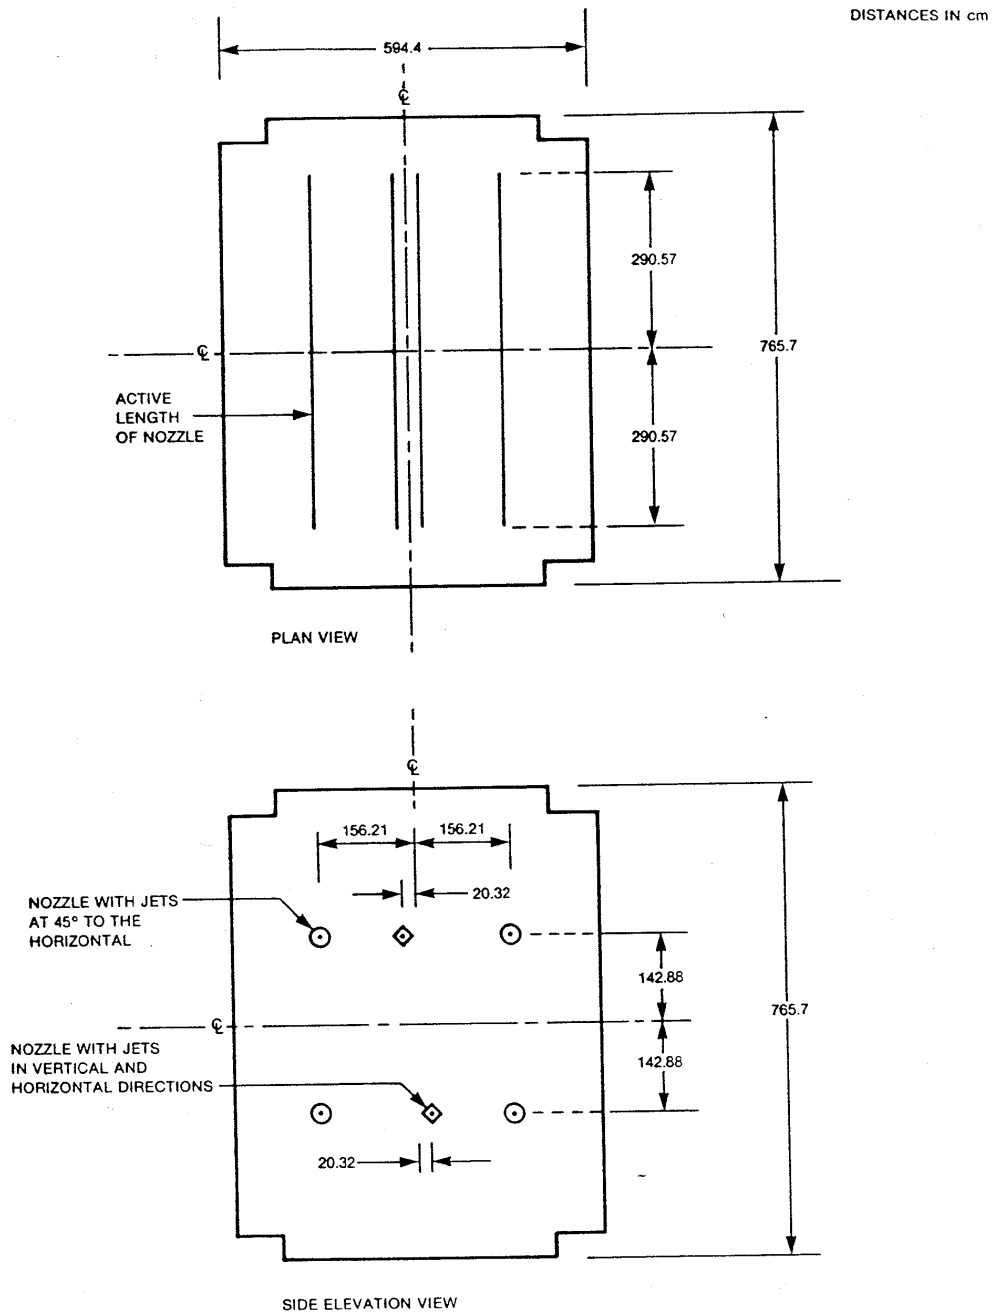 DISTANCES IN cm
594.4
℄
290.57
℄
765.7
ACTIVE
LENGTH
OF NOZZLE
290.57
PLAN VIEW
℄
156.21
156.21
20.32
NOZZLE WITH JETS
AT 45° TO THE
HORIZONTAL
142.88
765.7
℄
NOZZLE WITH JETS
IN VERTICAL AND
HORIZONTAL DIRECTIONS
142.88
20.32
SIDE ELEVATION VIEW